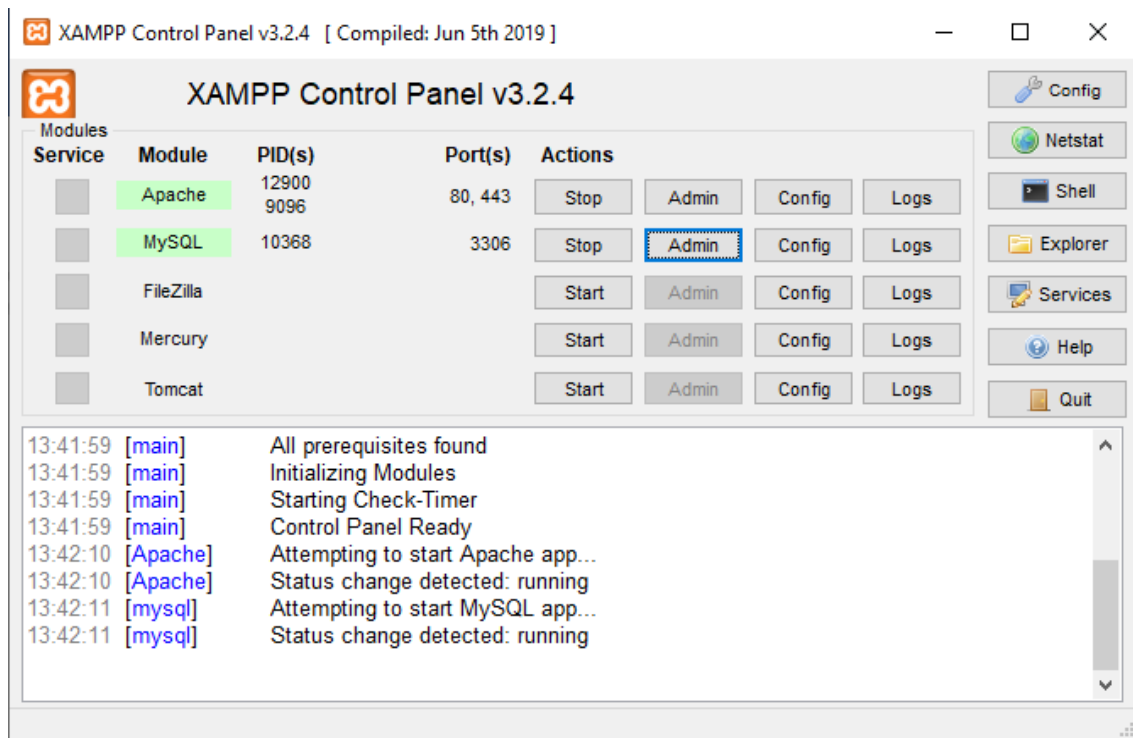 XAMPP Control Panel v3.2.4 [ Compiled: Jun 5th 2019 ]
XAMPP Control Panel v3.2.4
Config
Modules
Service Module PID(s) Port(s) Actions
Netstat
Apache 12900 9096 80, 443 Stop Admin Config Logs
Shell
MySQL 10368 3306 Stop Admin Config Logs
Explorer
FileZilla Start Admin Config Logs
Services
Mercury Start Admin Config Logs
Help
Tomcat Start Admin Config Logs
Quit
13:41:59 [main] All prerequisites found
13:41:59 [main] Initializing Modules
13:41:59 [main] Starting Check-Timer
13:41:59 [main] Control Panel Ready
13:42:10 [Apache] Attempting to start Apache app...
13:42:10 [Apache] Status change detected: running
13:42:11 [mysql] Attempting to start MySQL app...
13:42:11 [mysql] Status change detected: running